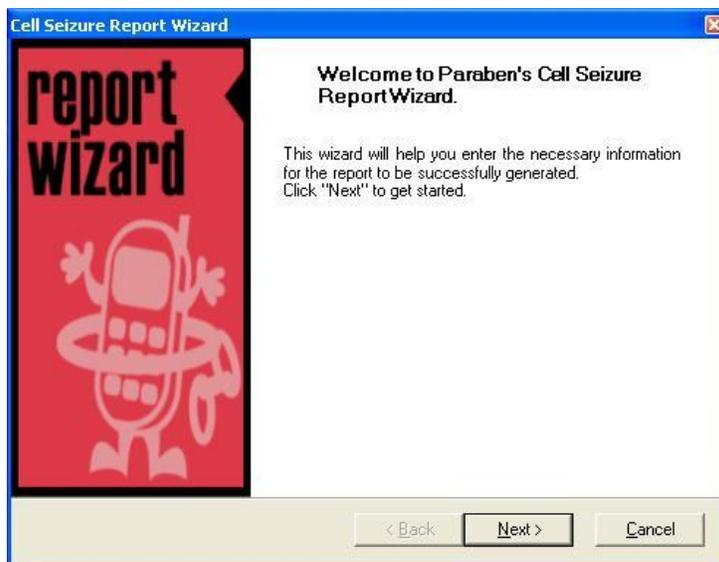 Cell Seizure Report Wizard
report
wizard
Welcome to Paraben's Cell Seizure
Report Wizard.
This wizard will help you enter the necessary information
for the report to be successfully generated.
Click "Next" to get started.
< Back Next > Cancel